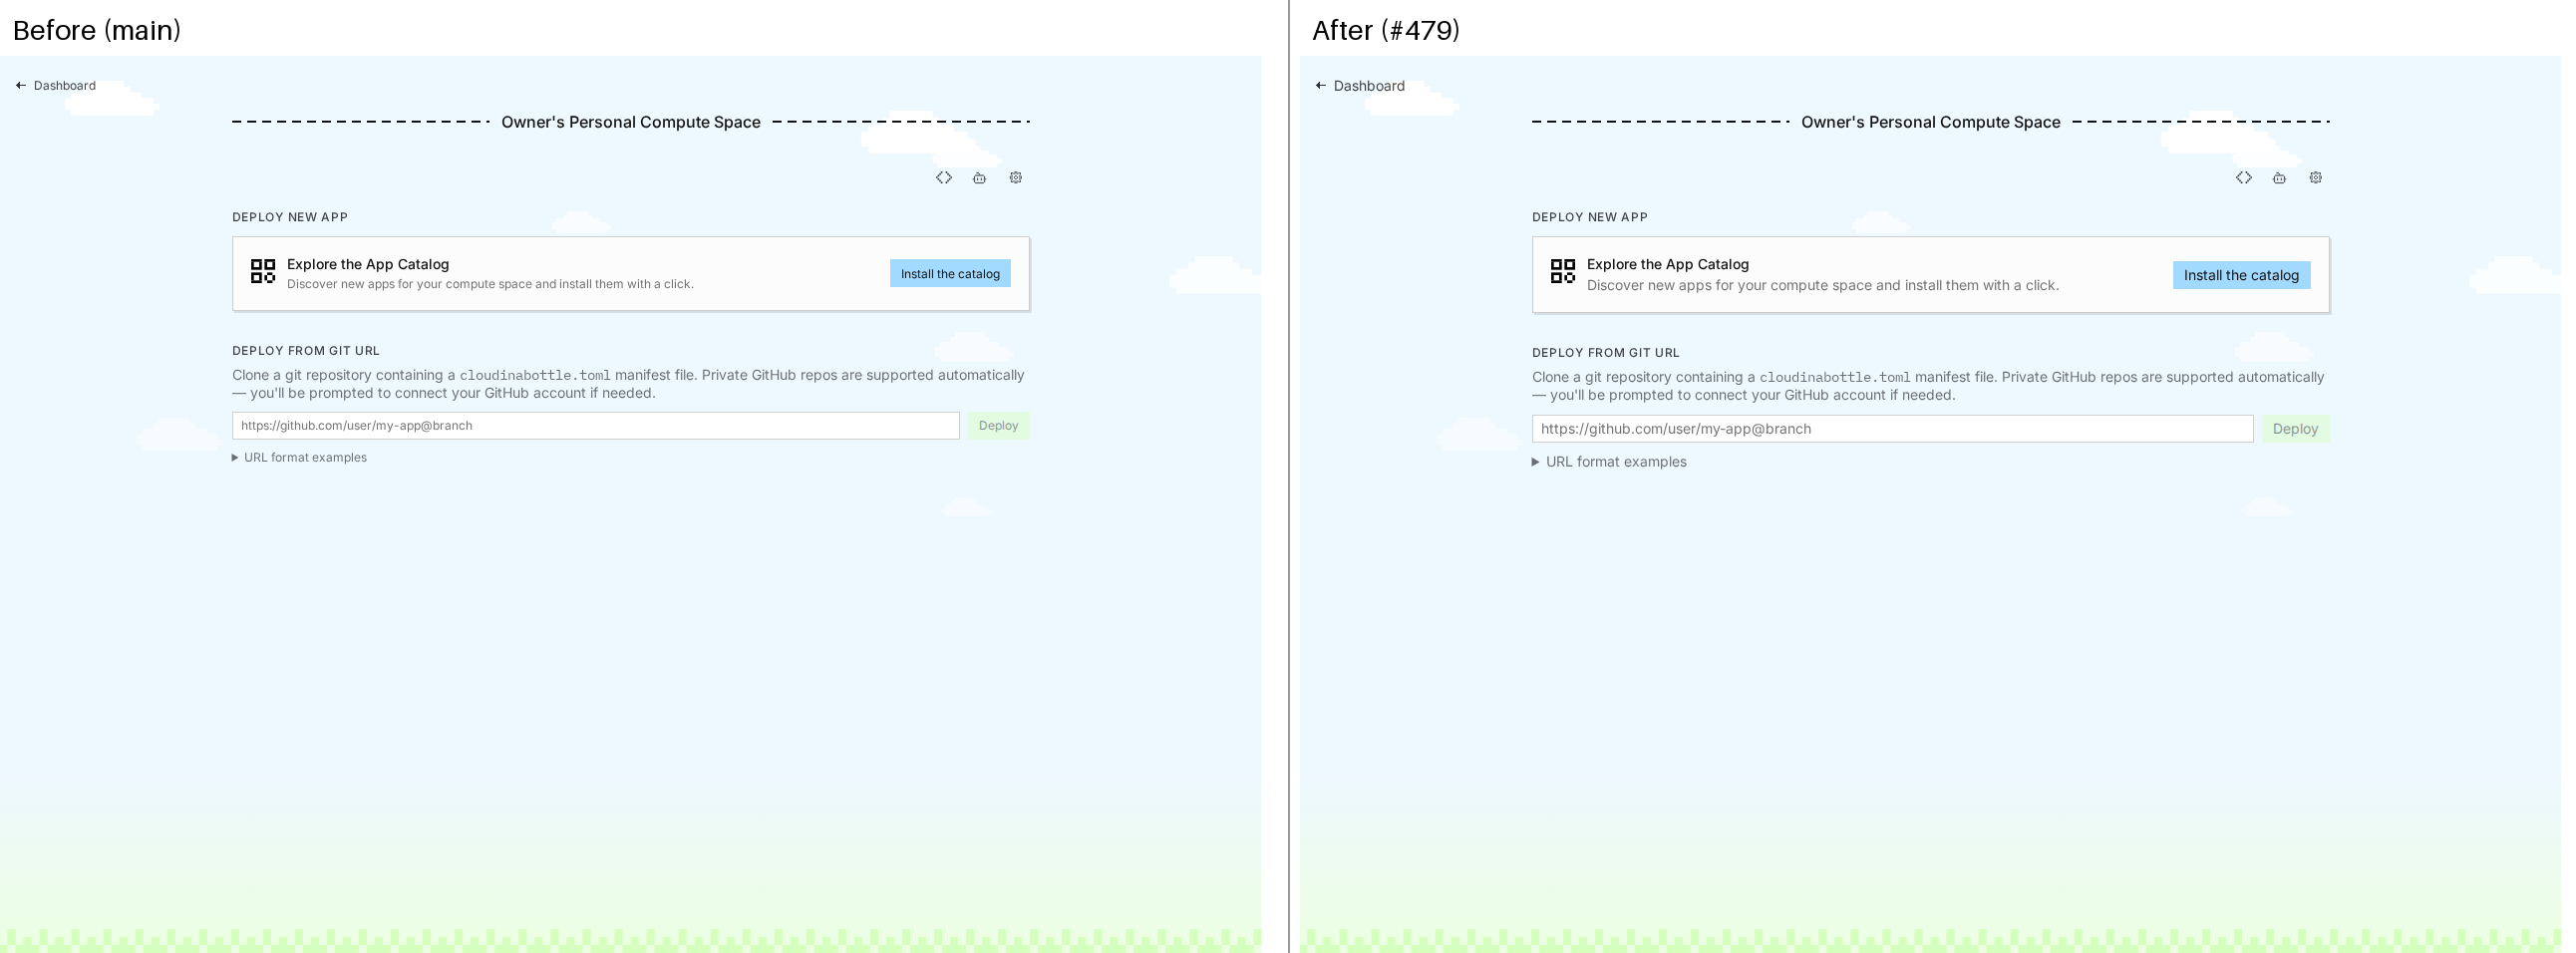 Before (main)
Dashboard
Owner's Personal Compute Space
DEPLOY NEW APP
Explore the App Catalog
Discover new apps for your compute space and install them with a click.
Install the catalog
DEPLOY FROM GIT URL
Clone a git repository containing a cloudinabottle.toml manifest file. Private GitHub repos are supported automatically
— you'll be prompted to connect your GitHub account if needed.
https://github.com/user/my-app@branch
Deploy
URL format examples
After (#479)
Dashboard
Owner's Personal Compute Space
DEPLOY NEW APP
Explore the App Catalog
Discover new apps for your compute space and install them with a click.
Install the catalog
DEPLOY FROM GIT URL
Clone a git repository containing a cloudinabottle.toml manifest file. Private GitHub repos are supported automatically
— you'll be prompted to connect your GitHub account if needed.
https://github.com/user/my-app@branch
Deploy
URL format examples